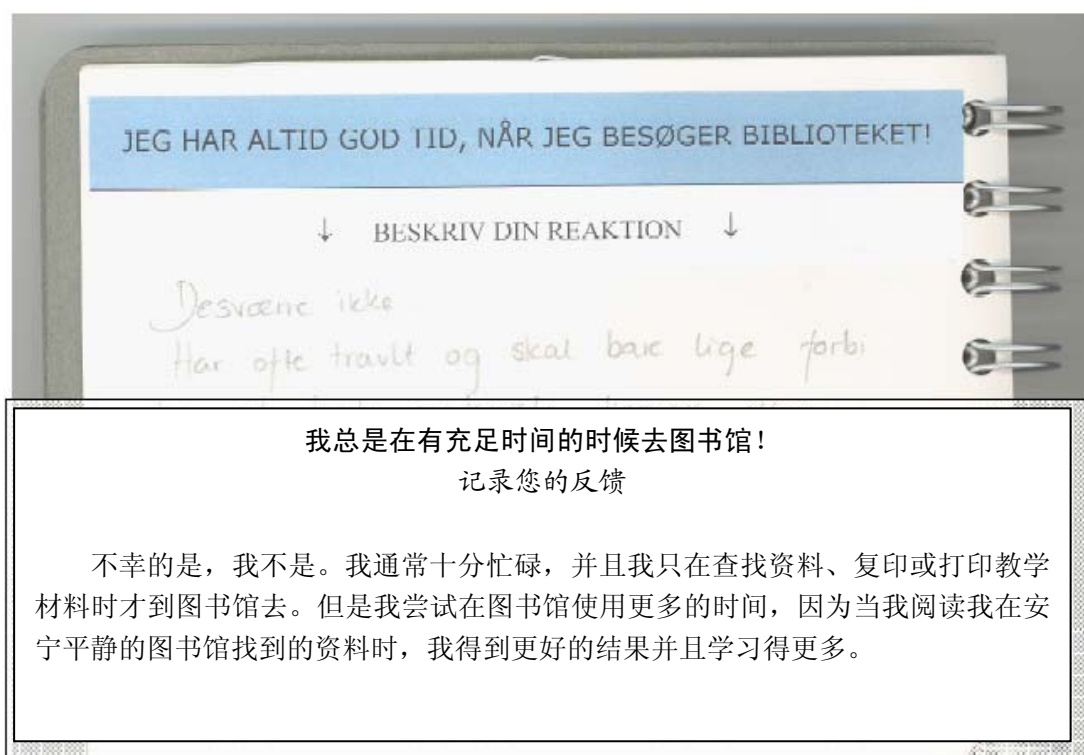 JEG HAR ALTID GOD TID, NÅR JEG BESØGER BIBLIOTEKET!
↓ BESKRIV DIN REAKTION ↓
Desværre ikke
Har ofte travlt og skal bare lige forbi
我总是在有充足时间的时候去图书馆！
记录您的反馈
不幸的是，我不是。我通常十分忙碌，并且我只在查找资料、复印或打印教学
材料时才到图书馆去。但是我尝试在图书馆使用更多的时间，因为当我阅读我在安
宁平静的图书馆找到的资料时，我得到更好的结果并且学习得更多。